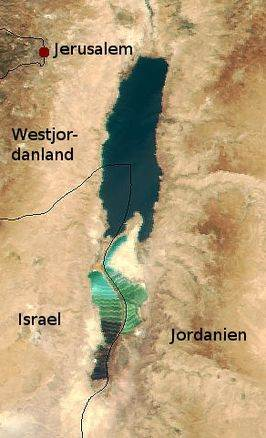 Jerusalem
Westjor-
danland
Israel
Jordanien